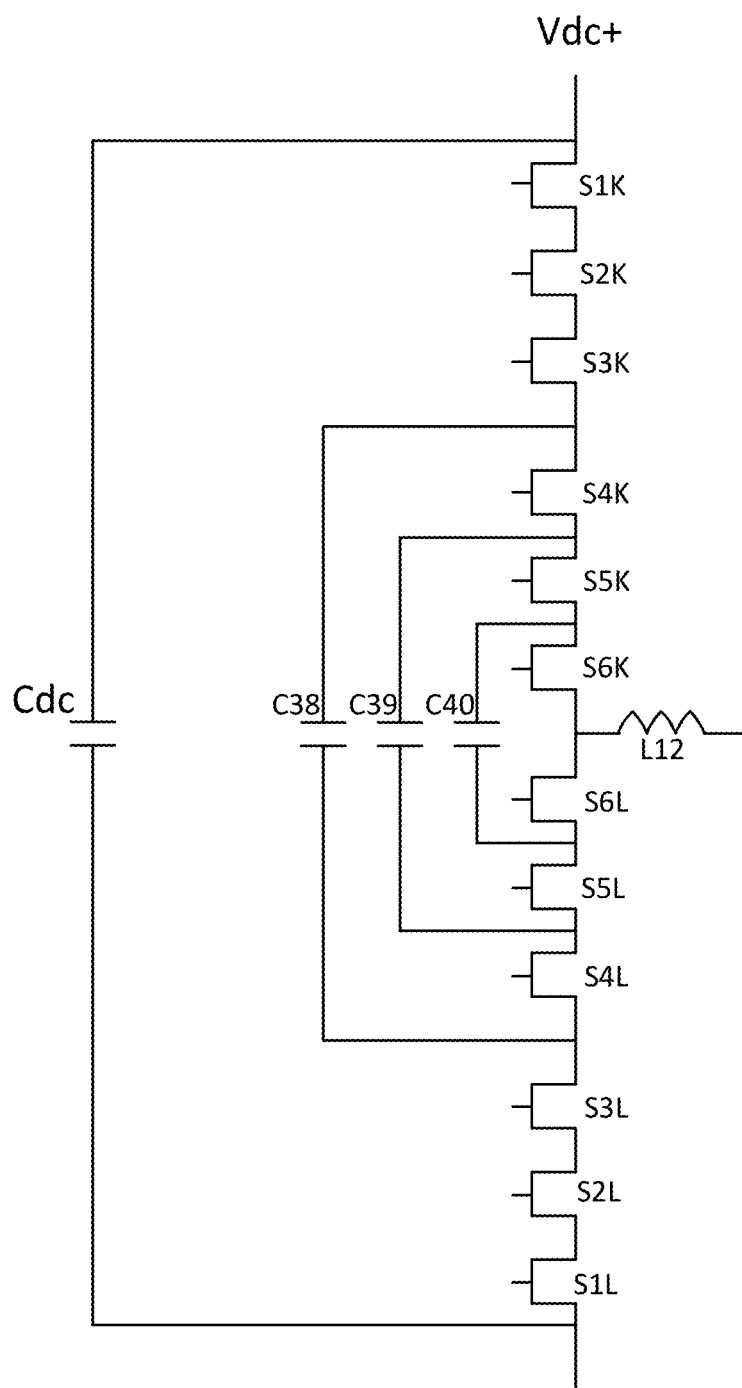 Vdc+
S1K
S2K
S3K
S4K
S5K
S6K
Cdc
C38
C39
C40
L12
S6L
S5L
S4L
S3L
S2L
S1L